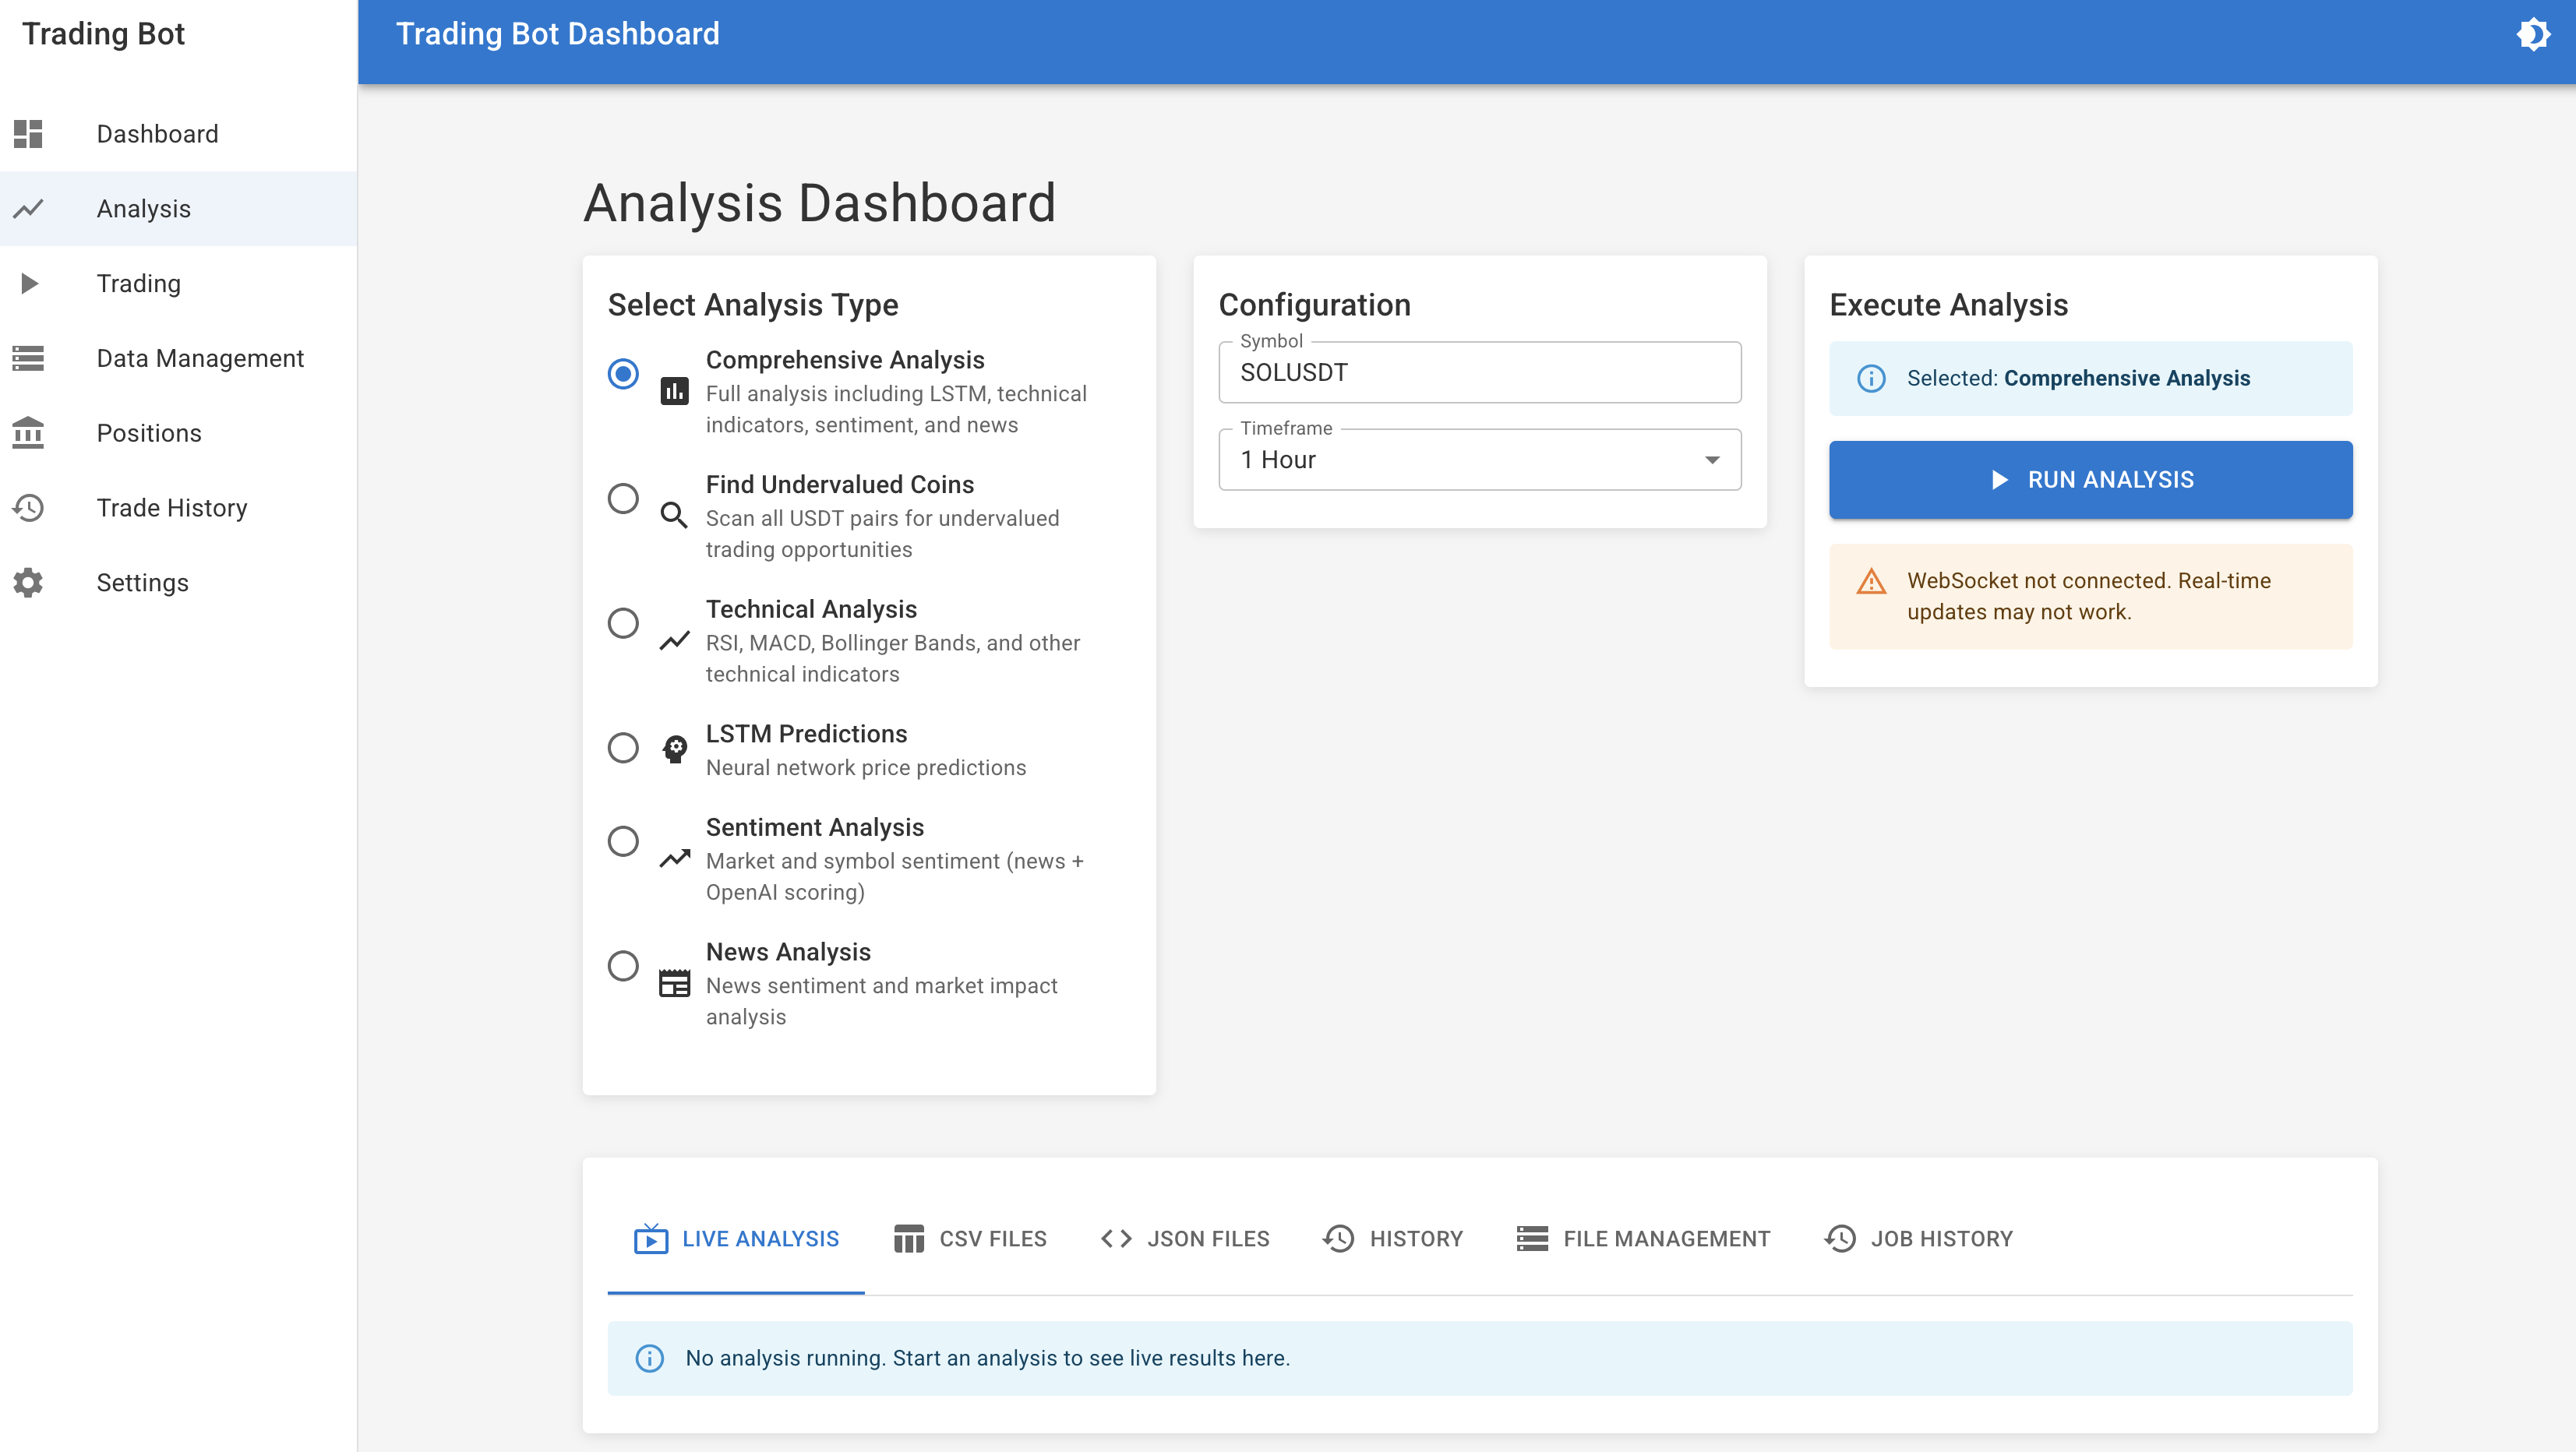 Trading Bot
Dashboard
Analysis
Trading
Data Management
Positions
Trade History
Settings
Trading Bot Dashboard
Analysis Dashboard
Select Analysis Type
Comprehensive Analysis
Full analysis including LSTM, technical
indicators, sentiment, and news
Find Undervalued Coins
Scan all USDT pairs for undervalued
trading opportunities
Technical Analysis
RSI, MACD, Bollinger Bands, and other
technical indicators
LSTM Predictions
Neural network price predictions
Sentiment Analysis
Market and symbol sentiment (news +
OpenAI scoring)
News Analysis
News sentiment and market impact
analysis
Configuration
Symbol
SOLUSDT
Timeframe
1 Hour
Execute Analysis
Selected: Comprehensive Analysis
RUN ANALYSIS
WebSocket not connected. Real-time
updates may not work.
LIVE ANALYSIS
CSV FILES
JSON FILES
HISTORY
FILE MANAGEMENT
JOB HISTORY
No analysis running. Start an analysis to see live results here.